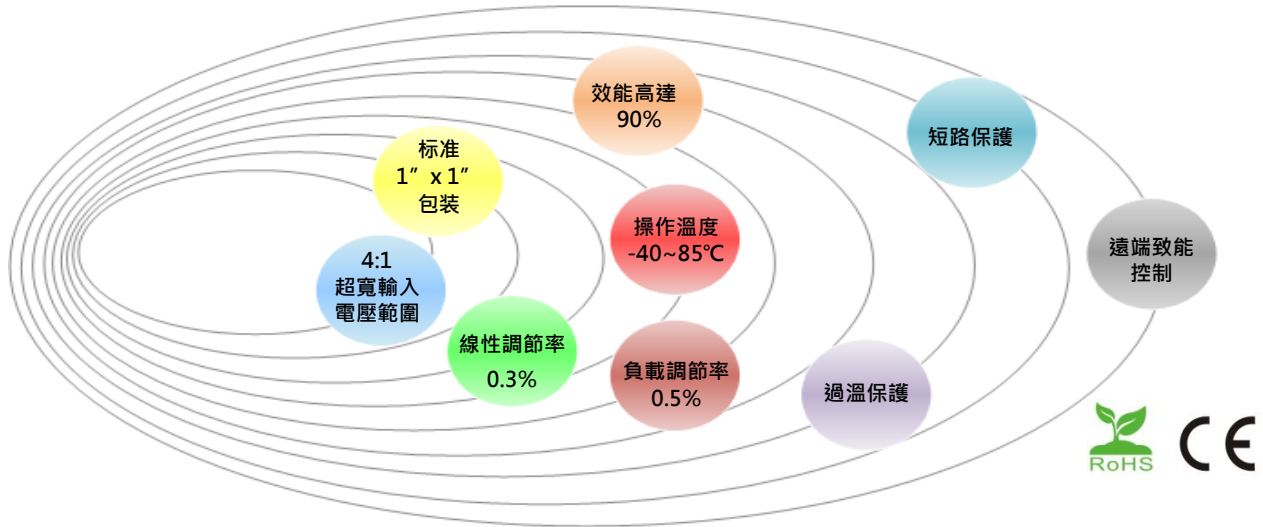 效能高達
90%
短路保護
标准
1” x 1”
包装
操作溫度
-40~85℃
遠端致能
控制
4:1
超寬輸入
電壓範圍
線性調節率
0.3%
負載調節率
0.5%
過溫保護
RoHS
CE